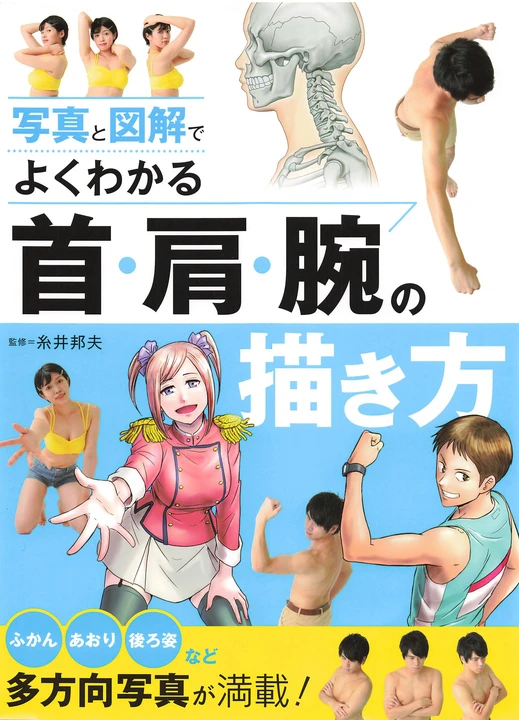 写真と図解で
よくわかる
首・肩・腕の
監修=糸井邦夫
描き方
ふかん
あおり
後ろ姿
など
多方向写真が満載!